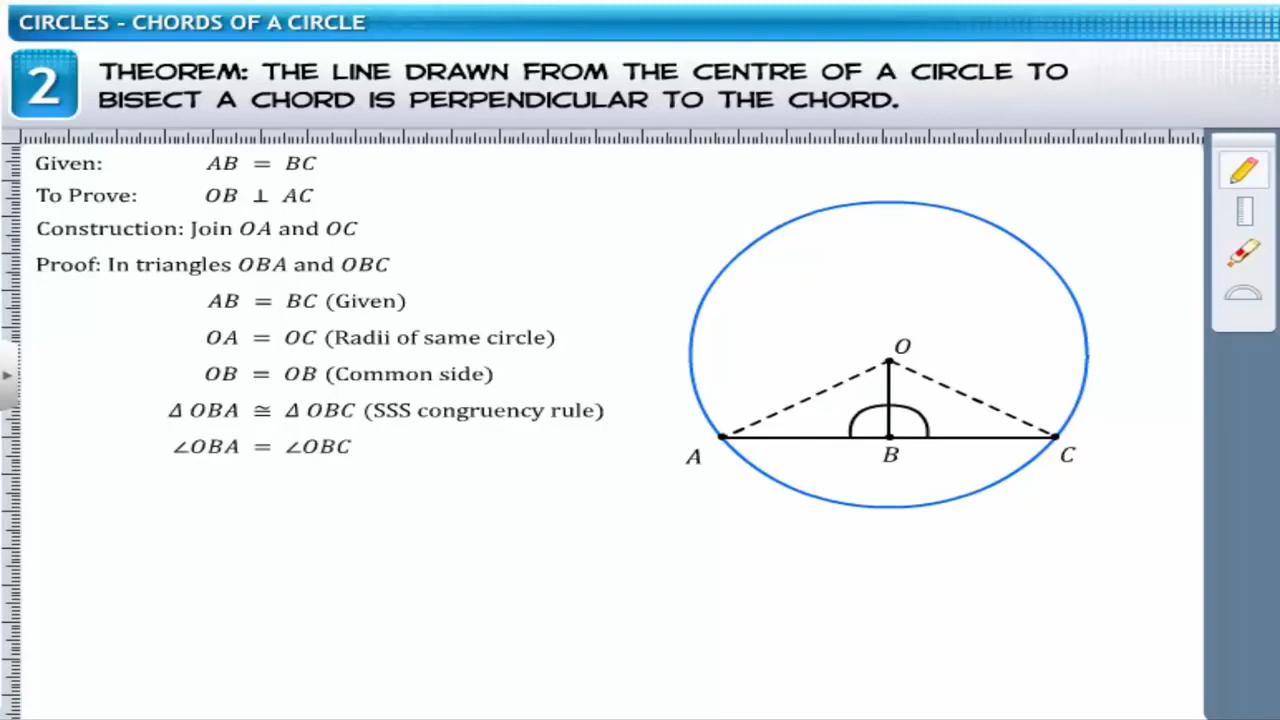 CIRCLES - CHORDS OF A CIRCLE
2
THEOREM: THE LINE DRAWN FROM THE CENTRE OF A CIRCLE TO
BISECT A CHORD IS PERPENDICULAR TO THE CHORD.
Given: AB = BC
To Prove: OB ⊥ AC
Construction: Join OA and OC
Proof: In triangles OBA and OBC
AB = BC (Given)
OA = OC (Radii of same circle)
OB = OB (Common side)
Δ OBA ≅ Δ OBC (SSS congruency rule)
∠OBA = ∠OBC
O
A
B
C